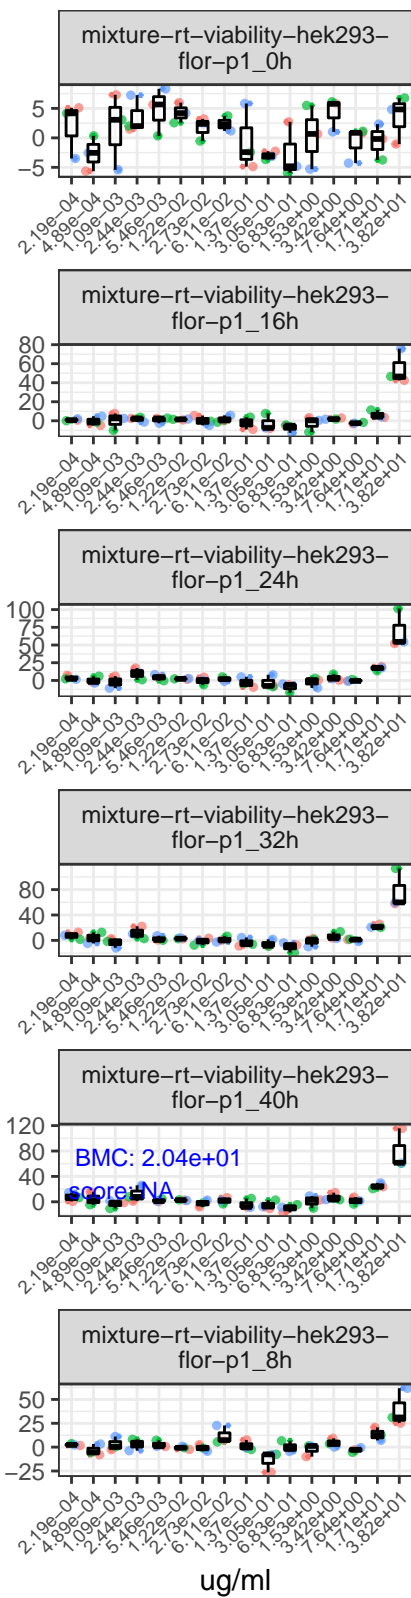 mixture−rt−viability−hek293−
flor−p1_0h
5
0
−5
2.19e−04
4.89e−04
1.09e−03
2.44e−03
5.46e−03
1.22e−02
2.73e−02
6.11e−02
1.37e−01
3.05e−01
6.83e−01
1.53e+00
3.42e+00
7.64e+00
1.71e+01
3.82e+01
mixture−rt−viability−hek293−
flor−p1_16h
80
60
40
20
0
2.19e−04
4.89e−04
1.09e−03
2.44e−03
5.46e−03
1.22e−02
2.73e−02
6.11e−02
1.37e−01
3.05e−01
6.83e−01
1.53e+00
3.42e+00
7.64e+00
1.71e+01
3.82e+01
mixture−rt−viability−hek293−
flor−p1_24h
100
75
50
25
0
2.19e−04
4.89e−04
1.09e−03
2.44e−03
5.46e−03
1.22e−02
2.73e−02
6.11e−02
1.37e−01
3.05e−01
6.83e−01
1.53e+00
3.42e+00
7.64e+00
1.71e+01
3.82e+01
mixture−rt−viability−hek293−
flor−p1_32h
80
40
0
2.19e−04
4.89e−04
1.09e−03
2.44e−03
5.46e−03
1.22e−02
2.73e−02
6.11e−02
1.37e−01
3.05e−01
6.83e−01
1.53e+00
3.42e+00
7.64e+00
1.71e+01
3.82e+01
mixture−rt−viability−hek293−
flor−p1_40h
120
80
40
0
BMC: 2.04e+01
score: NA
2.19e−04
4.89e−04
1.09e−03
2.44e−03
5.46e−03
1.22e−02
2.73e−02
6.11e−02
1.37e−01
3.05e−01
6.83e−01
1.53e+00
3.42e+00
7.64e+00
1.71e+01
3.82e+01
mixture−rt−viability−hek293−
flor−p1_8h
50
25
0
−25
2.19e−04
4.89e−04
1.09e−03
2.44e−03
5.46e−03
1.22e−02
2.73e−02
6.11e−02
1.37e−01
3.05e−01
6.83e−01
1.53e+00
3.42e+00
7.64e+00
1.71e+01
3.82e+01
ug/ml